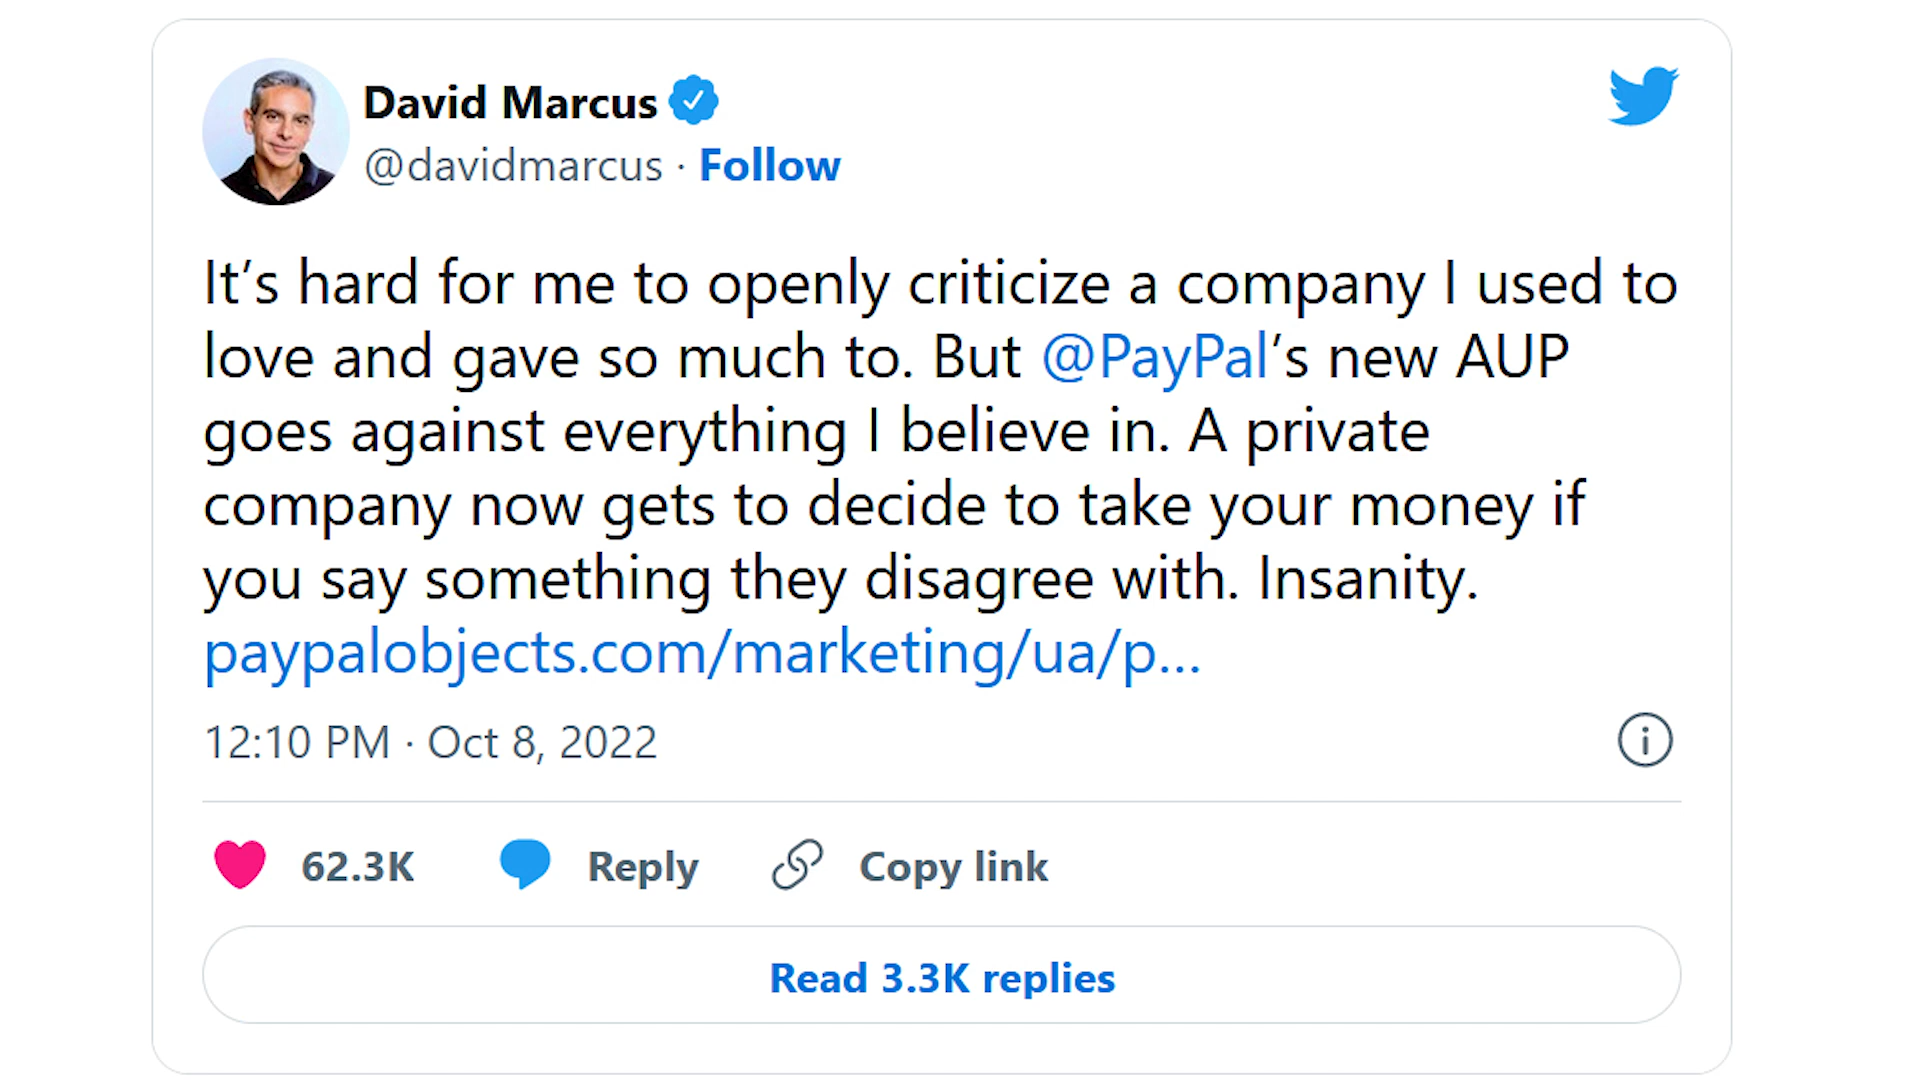 David Marcus
@davidmarcus · Follow
It’s hard for me to openly criticize a company I used to
love and gave so much to. But @PayPal’s new AUP
goes against everything I believe in. A private
company now gets to decide to take your money if
you say something they disagree with. Insanity.
paypalobjects.com/marketing/ua/p...
12:10 PM · Oct 8, 2022
62.3K Reply Copy link
Read 3.3K replies